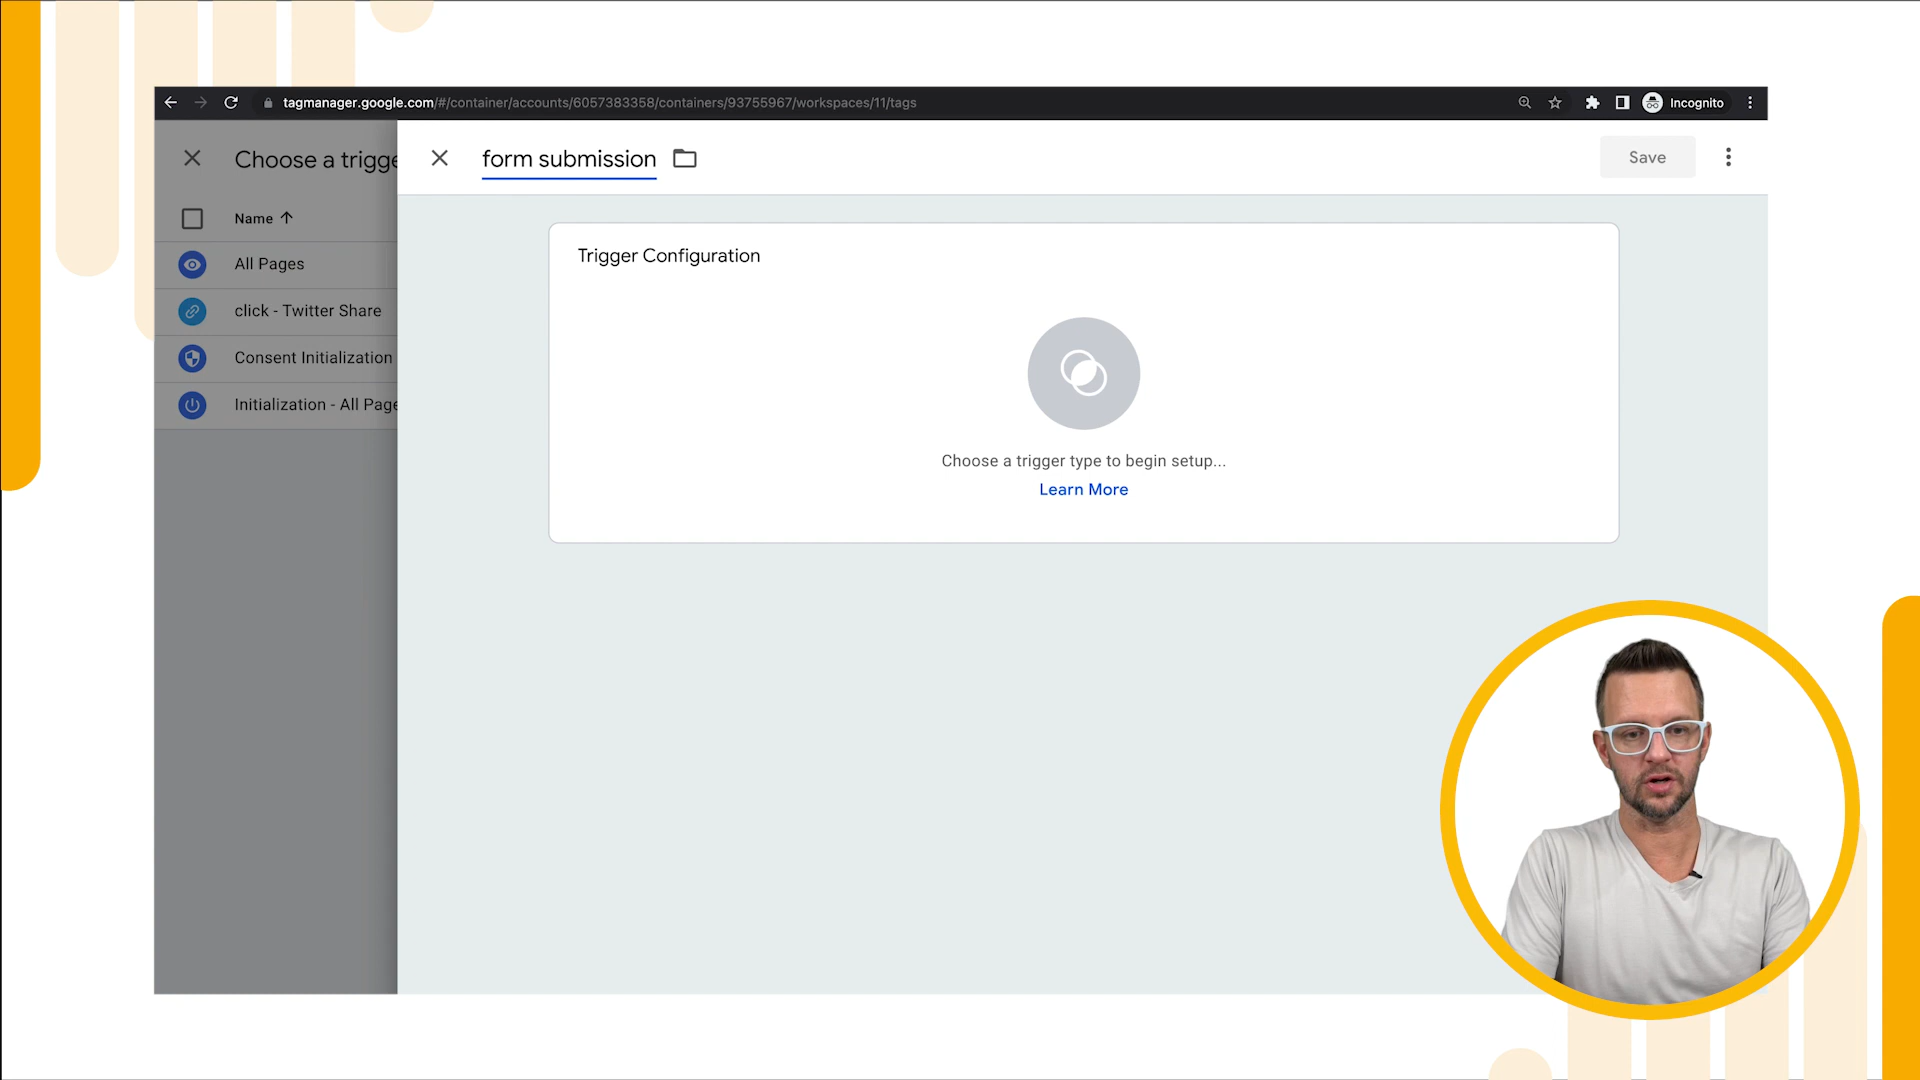 tagmanager.google.com/#/container/accounts/6057383358/containers/93755967/workspaces/11/tags
Incognito
Choose a trigge
form submission
Save
Name
Trigger Configuration
All Pages
click - Twitter Share
Consent Initialization
Initialization - All Page
Choose a trigger type to begin setup...
Learn More